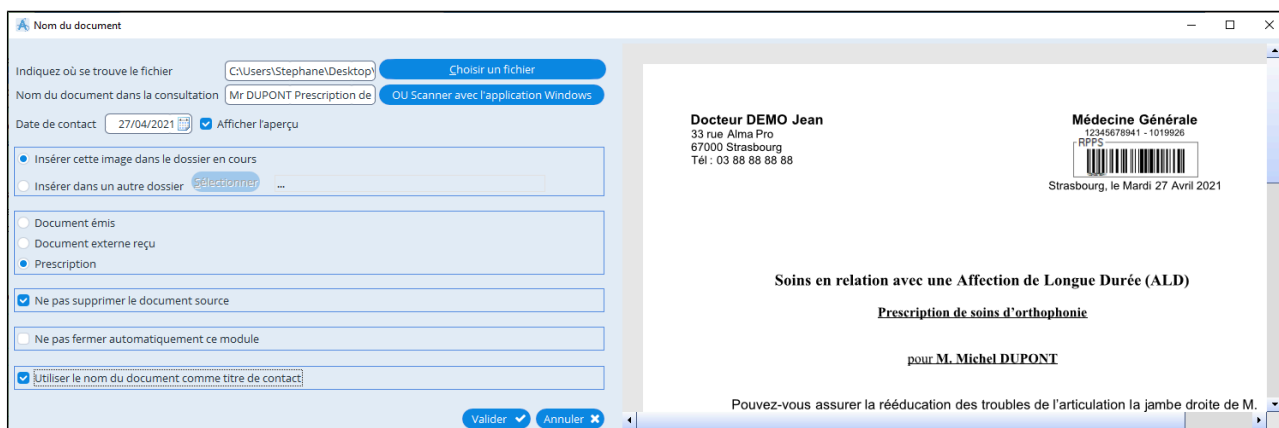 Nom du document
Indiquez où se trouve le fichier C:\Users\Stephane\Desktop\ Choisir un fichier
Nom du document dans la consultation Mr DUPONT Prescription de OU Scanner avec l'application Windows
Date de contact 27/04/2021 Afficher l'aperçu
Insérer cette image dans le dossier en cours
Insérer dans un autre dossier Sélectionner ...
Document émis
Document externe reçu
Prescription
Ne pas supprimer le document source
Ne pas fermer automatiquement ce module
Utiliser le nom du document comme titre de contact
Valider Annuler
Docteur DEMO Jean
33 rue Alma Pro
67000 Strasbourg
Tél : 03 88 88 88 88
Médecine Générale
12345678941 - 1019926
RPPS
Strasbourg, le Mardi 27 Avril 2021
Soins en relation avec une Affection de Longue Durée (ALD)
Prescription de soins d'orthophonie
pour M. Michel DUPONT
Pouvez-vous assurer la rééducation des troubles de l'articulation la jambe droite de M.